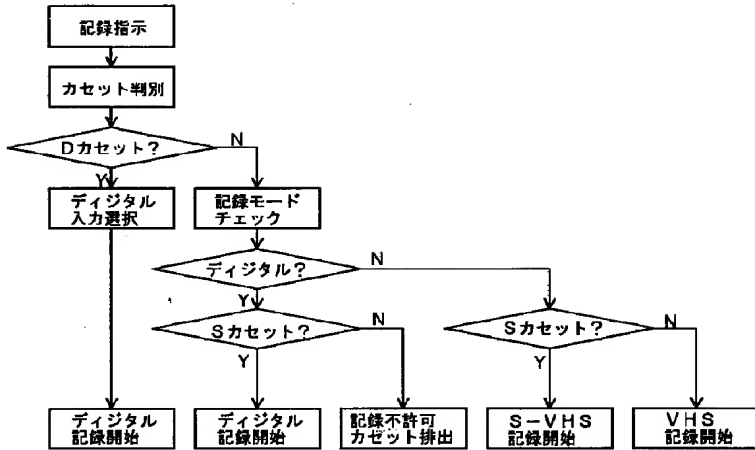 記録指示
カセット判別
Dカセット?
N
Y
ディジタル
入力選択
記録モード
チェック
ディジタル?
N
Y
Sカセット?
N
Y
Sカセット?
N
Y
ディジタル
記録開始
ディジタル
記録開始
記録不許可
カセット排出
S-VHS
記録開始
VHS
記録開始